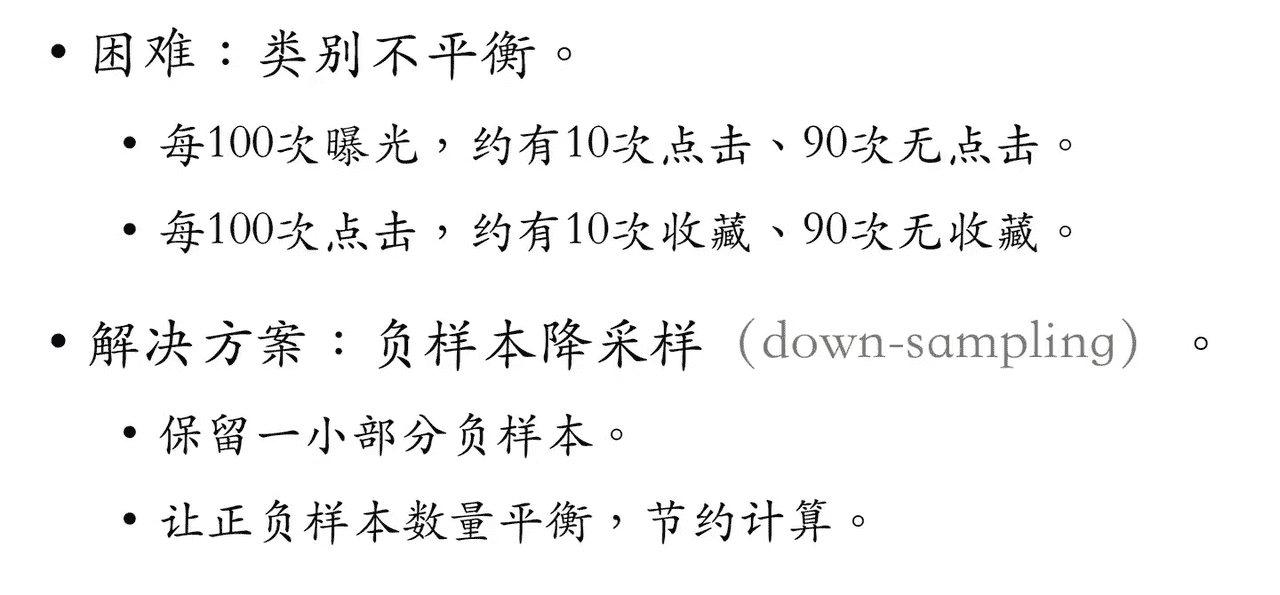 • 困难：类别不平衡。
• 每100次曝光，约有10次点击、90次无点击。
• 每100次点击，约有10次收藏、90次无收藏。
• 解决方案：负样本降采样（down-sampling）。
• 保留一小部分负样本。
• 让正负样本数量平衡，节约计算。